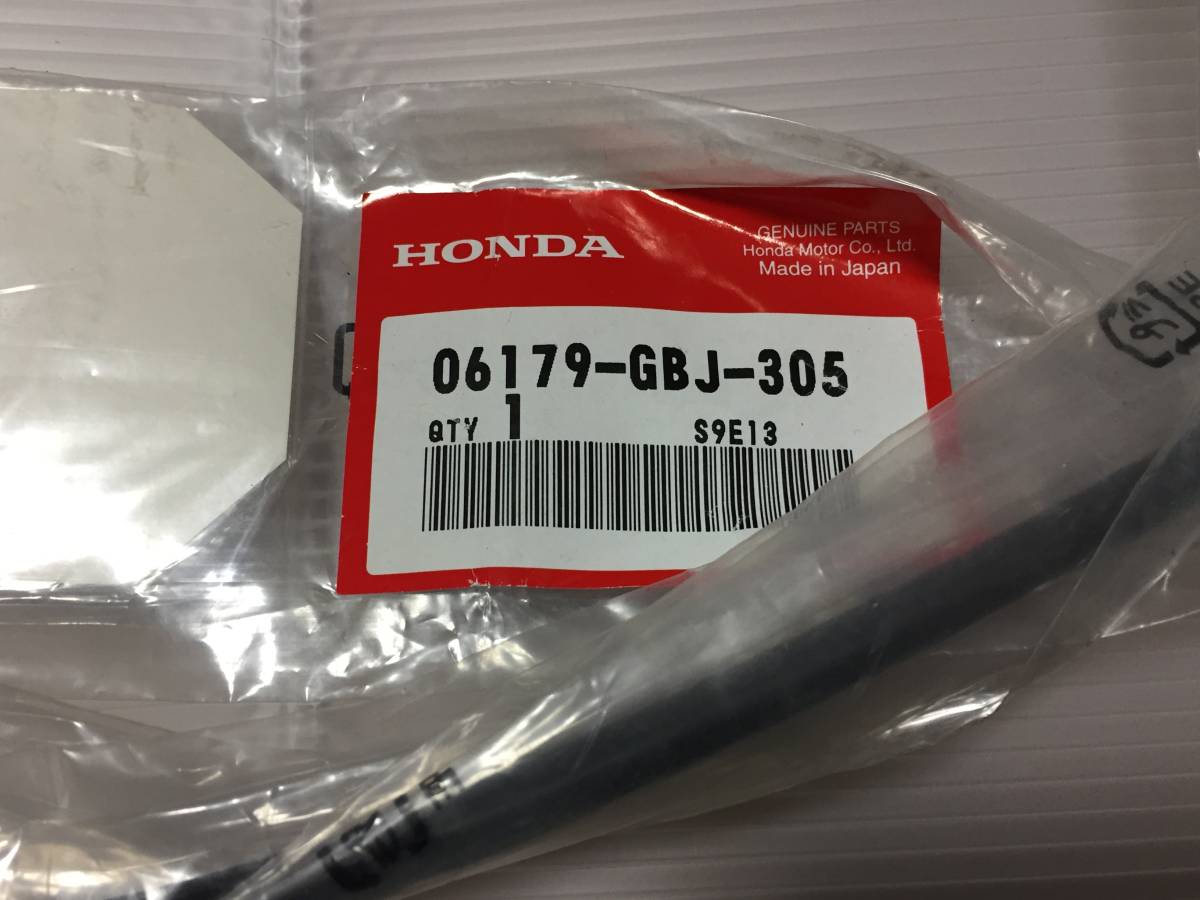 HONDA
GENUINE PARTS
Honda Motor Co., Ltd.
Made in Japan
06179-GBJ-305
QTY 1 S9E13